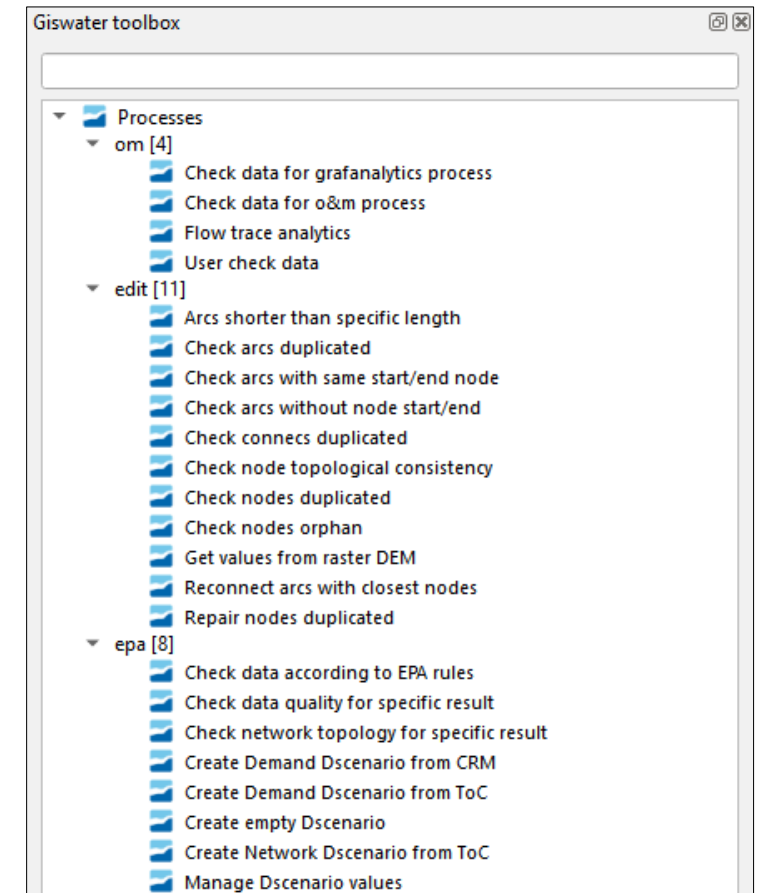 Giswater toolbox
Processes
om [4]
Check data for grafanalytics process
Check data for o&m process
Flow trace analytics
User check data
edit [11]
Arcs shorter than specific length
Check arcs duplicated
Check arcs with same start/end node
Check arcs without node start/end
Check connecs duplicated
Check node topological consistency
Check nodes duplicated
Check nodes orphan
Get values from raster DEM
Reconnect arcs with closest nodes
Repair nodes duplicated
epa [8]
Check data according to EPA rules
Check data quality for specific result
Check network topology for specific result
Create Demand Dscenario from CRM
Create Demand Dscenario from ToC
Create empty Dscenario
Create Network Dscenario from ToC
Manage Dscenario values